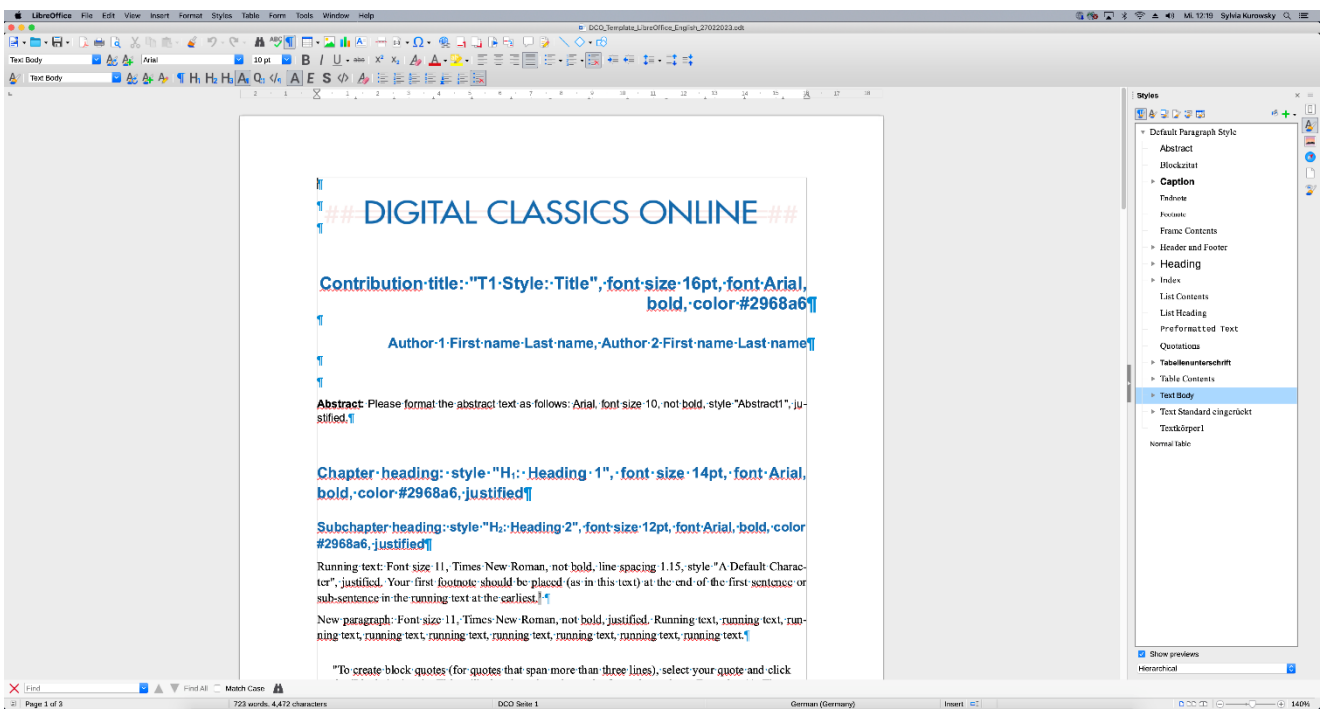 LibreOffice File Edit View Insert Format Styles Table Form Tools Window Help Mi. 12:19 Sylvia Kurowsky
DCO_Template_LibreOffice_English_27022023.odt
Text Body Arial 10 pt
Text Body
Styles
Default Paragraph Style
Abstract
Blockzitat
Caption
Endnote
Footnote
Frame Contents
Header and Footer
Heading
Index
List Contents
List Heading
Preformatted Text
Quotations
Tabellenunterschrift
Table Contents
Text Body
Text Standard eingerückt
Textkörper1
Normal Table
Show previews
Hierarchical
## DIGITAL CLASSICS ONLINE ##
Contribution title: "T1 Style: Title", font size 16pt, font Arial,
bold, color #2968a6¶
Author 1 First name Last name, Author 2 First name Last name¶
Abstract: Please format the abstract text as follows: Arial, font size 10, not bold, style "Abstract1", ju-
stified.¶
Chapter heading: style "H₁: Heading 1", font size 14pt, font Arial,
bold, color #2968a6, justified¶
Subchapter heading: style "H₂: Heading 2", font size 12pt, font Arial, bold, color
#2968a6, justified¶
Running text: Font size 11, Times New Roman, not bold, line spacing 1.15, style "A Default Charac-
ter", justified. Your first footnote should be placed (as in this text) at the end of the first sentence or
sub-sentence in the running text at the earliest.¹ ¶
New paragraph: Font size 11, Times New Roman, not bold, justified. Running text, running text, run-
ning text, running text, running text, running text, running text, running text, running text.¶
"To create block quotes (for quotes that span more than three lines), select your quote and click
Find Find All Match Case
Page 1 of 3 723 words, 4,472 characters DCO Seite 1 German (Germany) Insert 140%